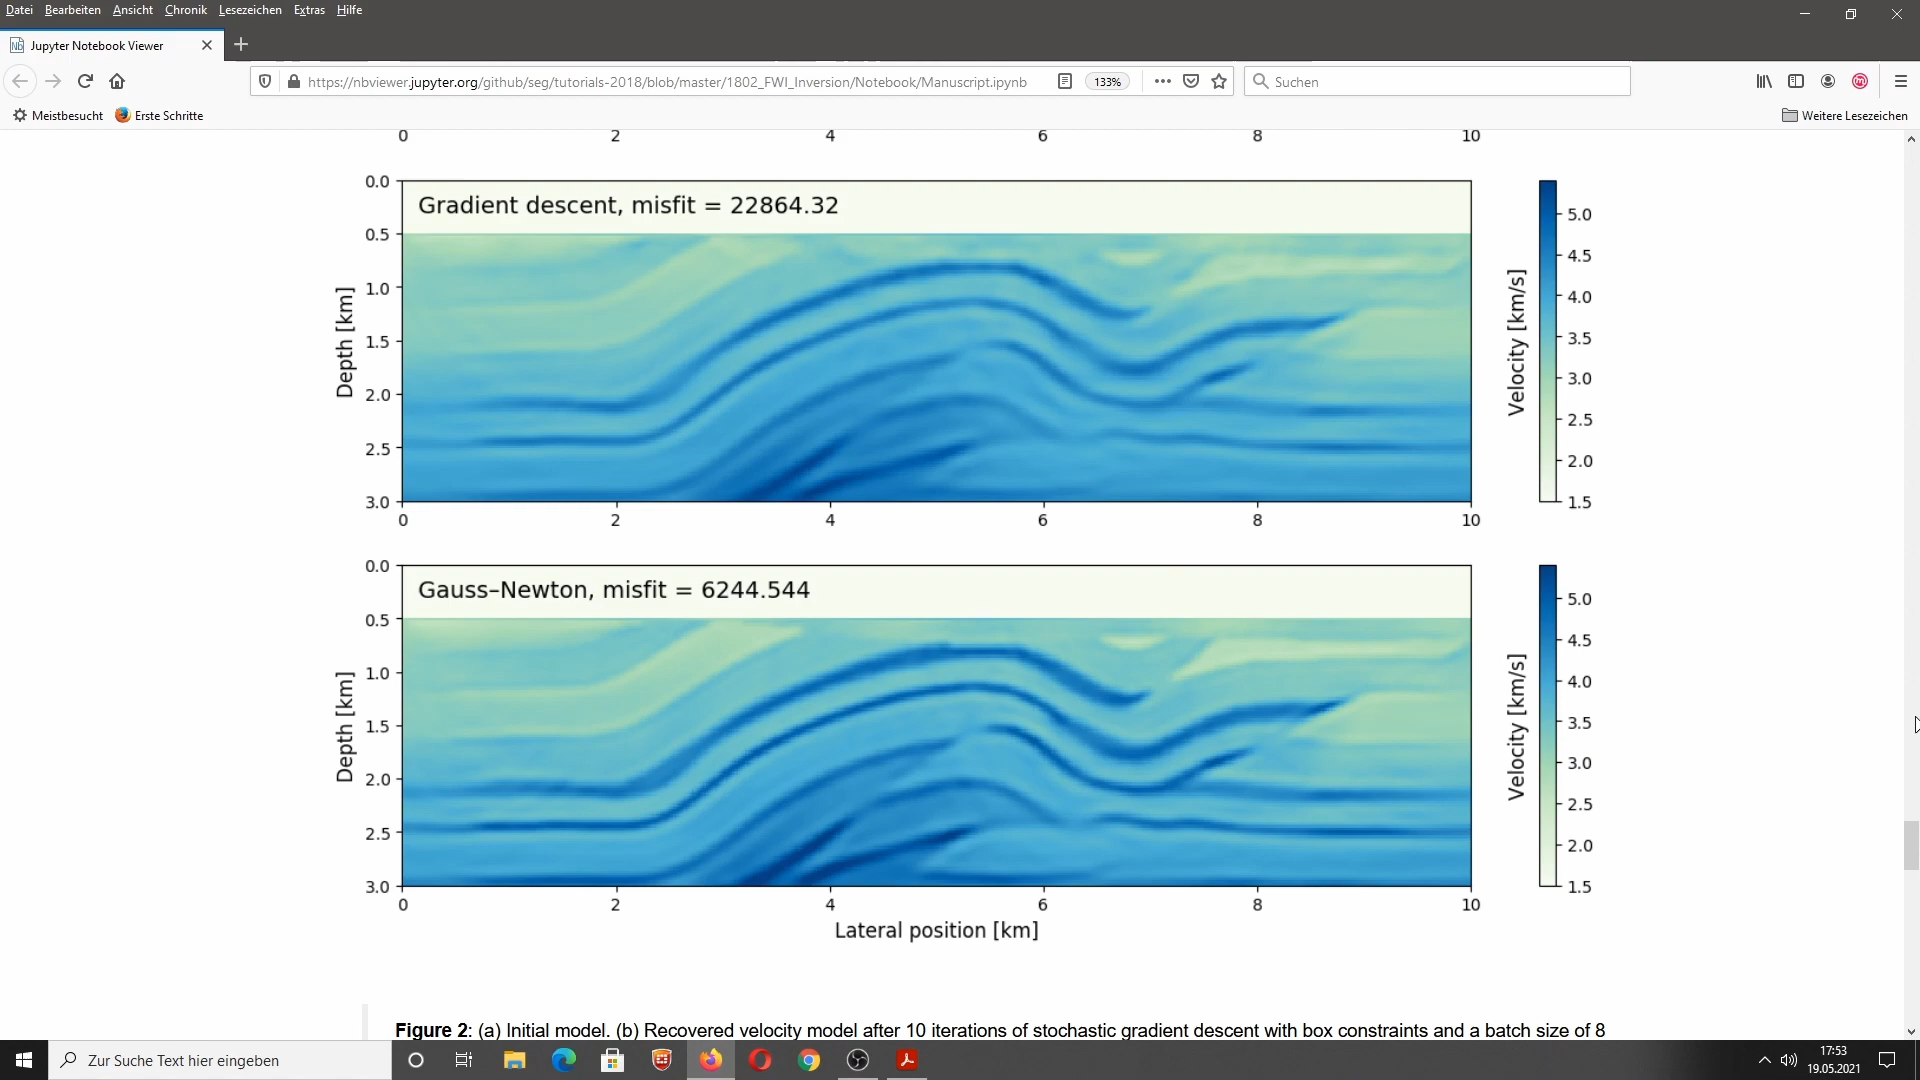 Datei Bearbeiten Ansicht Chronik Lesezeichen Extras Hilfe
Jupyter Notebook Viewer
https://nbviewer.jupyter.org/github/seg/tutorials-2018/blob/master/1802_FWI_Inversion/Notebook/Manuscript.ipynb 133% Suchen
Meistbesucht Erste Schritte Weitere Lesezeichen
0 2 4 6 8 10
Gradient descent, misfit = 22864.32
0.0
0.5
1.0
1.5
2.0
2.5
3.0
Depth [km]
0 2 4 6 8 10
Velocity [km/s]
5.0
4.5
4.0
3.5
3.0
2.5
2.0
1.5
Gauss–Newton, misfit = 6244.544
0.0
0.5
1.0
1.5
2.0
2.5
3.0
Depth [km]
0 2 4 6 8 10
Lateral position [km]
Velocity [km/s]
5.0
4.5
4.0
3.5
3.0
2.5
2.0
1.5
Figure 2: (a) Initial model. (b) Recovered velocity model after 10 iterations of stochastic gradient descent with box constraints and a batch size of 8
Zur Suche Text hier eingeben
17:53
19.05.2021